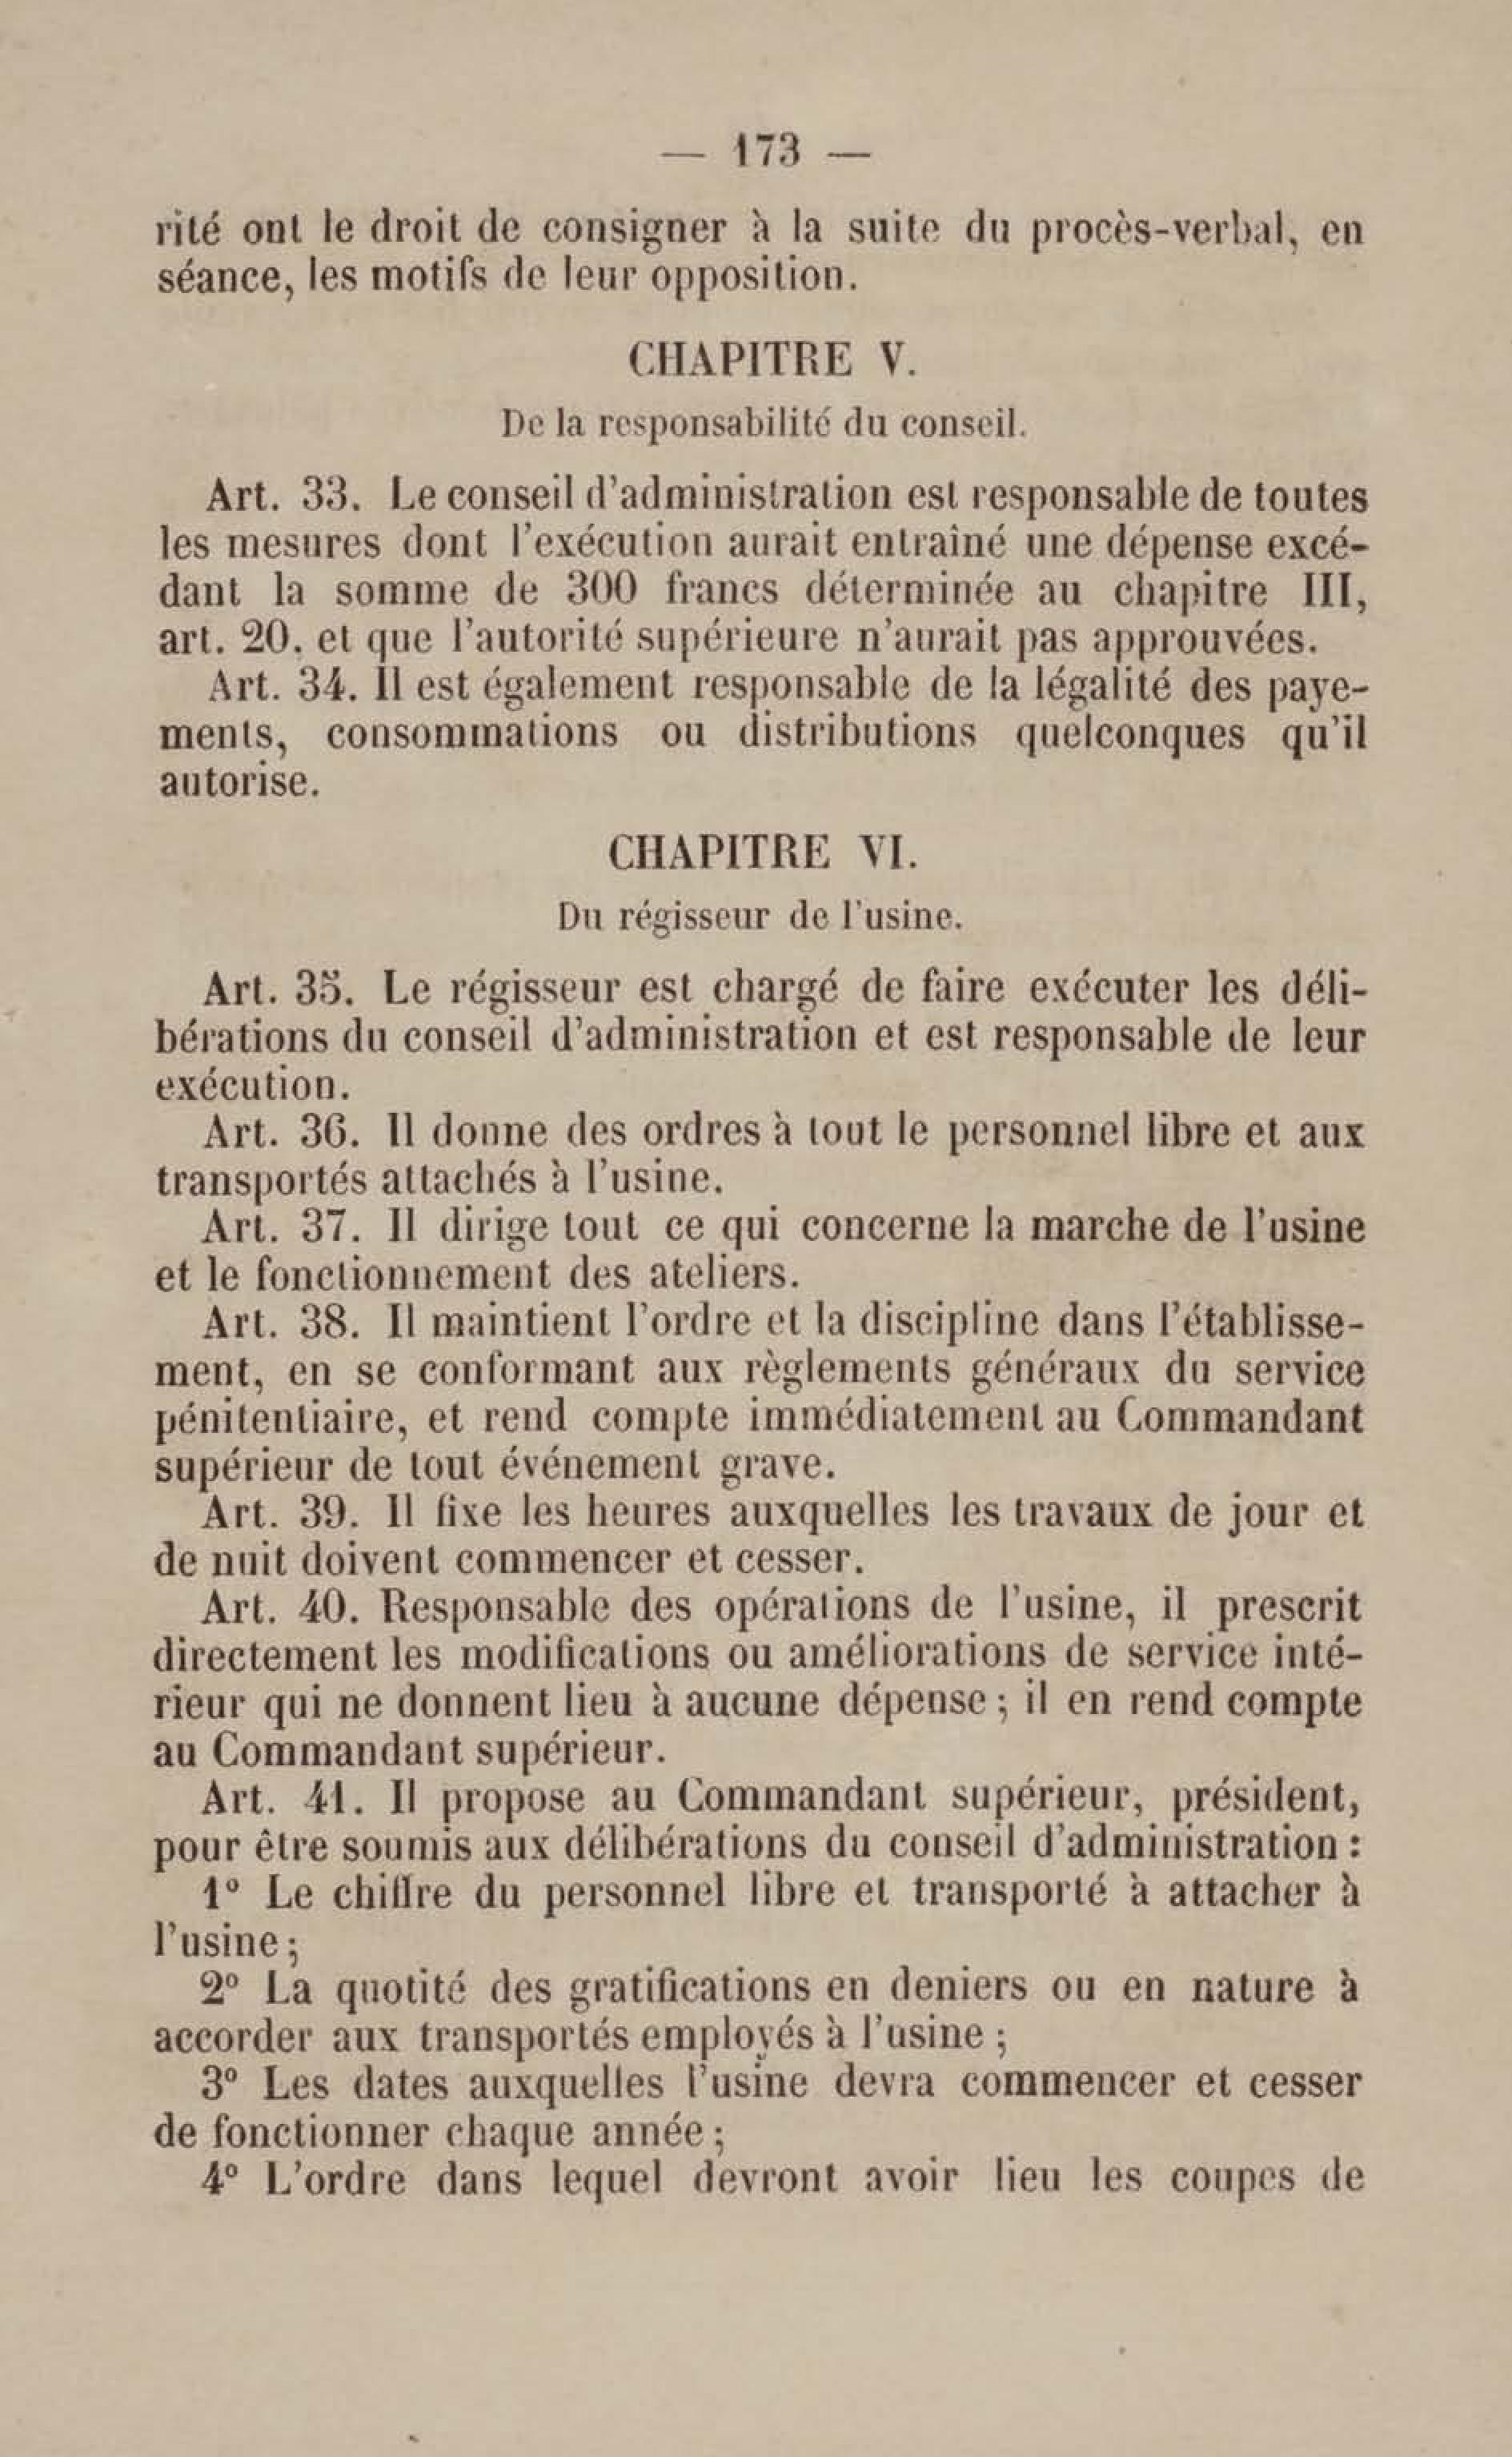 — 173 —
rité ont le droit de consigner à la suite du procès-verbal, en
séance, les motifs de leur opposition.
CHAPITRE V.
De la responsabilité du conseil.
Art. 33. Le conseil d'administration est responsable de toutes
les mesures dont l'exécution aurait entraîné une dépense excé-
dant la somme de 300 francs déterminée au chapitre III,
art. 20, et que l'autorité supérieure n'aurait pas approuvées.
Art. 34. Il est également responsable de la légalité des paye-
ments, consommations ou distributions quelconques qu'il
autorise.
CHAPITRE VI.
Du régisseur de l'usine.
Art. 35. Le régisseur est chargé de faire exécuter les déli-
bérations du conseil d'administration et est responsable de leur
exécution.
Art. 36. Il donne des ordres à tout le personnel libre et aux
transportés attachés à l'usine.
Art. 37. Il dirige tout ce qui concerne la marche de l'usine
et le fonctionnement des ateliers.
Art. 38. Il maintient l'ordre et la discipline dans l'établisse-
ment, en se conformant aux règlements généraux du service
pénitentiaire, et rend compte immédiatement au Commandant
supérieur de tout événement grave.
Art. 39. Il fixe les heures auxquelles les travaux de jour et
de nuit doivent commencer et cesser.
Art. 40. Responsable des opérations de l'usine, il prescrit
directement les modifications ou améliorations de service inté-
rieur qui ne donnent lieu à aucune dépense ; il en rend compte
au Commandant supérieur.
Art. 41. Il propose au Commandant supérieur, président,
pour être soumis aux délibérations du conseil d'administration :
1° Le chiffre du personnel libre et transporté à attacher à
l'usine ;
2° La quotité des gratifications en deniers ou en nature à
accorder aux transportés employés à l'usine ;
3° Les dates auxquelles l'usine devra commencer et cesser
de fonctionner chaque année ;
4° L'ordre dans lequel devront avoir lieu les coupes de